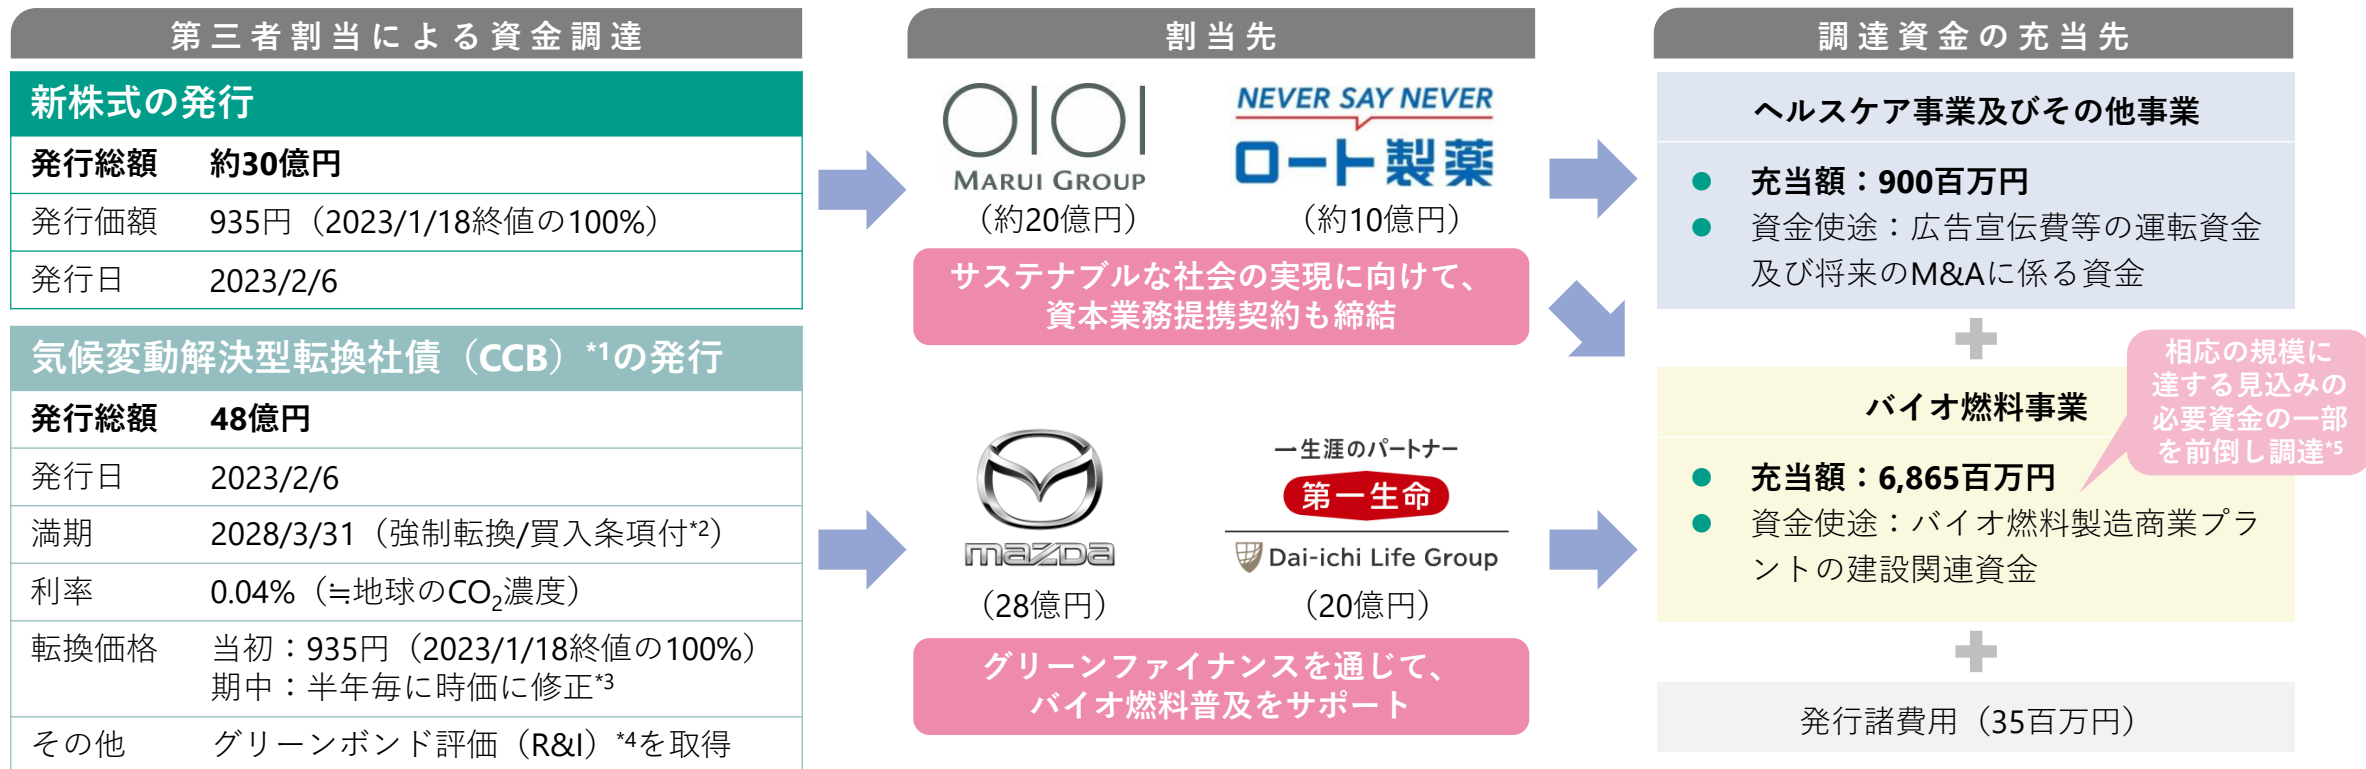 第三者割当による資金調達
新株式の発行
発行総額 約30億円
発行価額 935円（2023/1/18終値の100%）
発行日 2023/2/6
気候変動解決型転換社債（CCB）*1の発行
発行総額 48億円
発行日 2023/2/6
満期 2028/3/31（強制転換/買入条項付*2）
利率 0.04%（≒地球のCO₂濃度）
転換価格 当初：935円（2023/1/18終値の100%）
期中：半年毎に時価に修正*3
その他 グリーンボンド評価（R&I）*4を取得
割当先
OIOI
MARUI GROUP
（約20億円）
NEVER SAY NEVER
ロート製薬
（約10億円）
サステナブルな社会の実現に向けて、
資本業務提携契約も締結
mazda
（28億円）
一生涯のパートナー
第一生命
Dai-ichi Life Group
（20億円）
グリーンファイナンスを通じて、
バイオ燃料普及をサポート
調達資金の充当先
ヘルスケア事業及びその他事業
● 充当額：900百万円
● 資金使途：広告宣伝費等の運転資金
及び将来のM&Aに係る資金
バイオ燃料事業
相応の規模に
達する見込みの
必要資金の一部
を前倒し調達*5
● 充当額：6,865百万円
● 資金使途：バイオ燃料製造商業プラ
ントの建設関連資金
発行諸費用（35百万円）